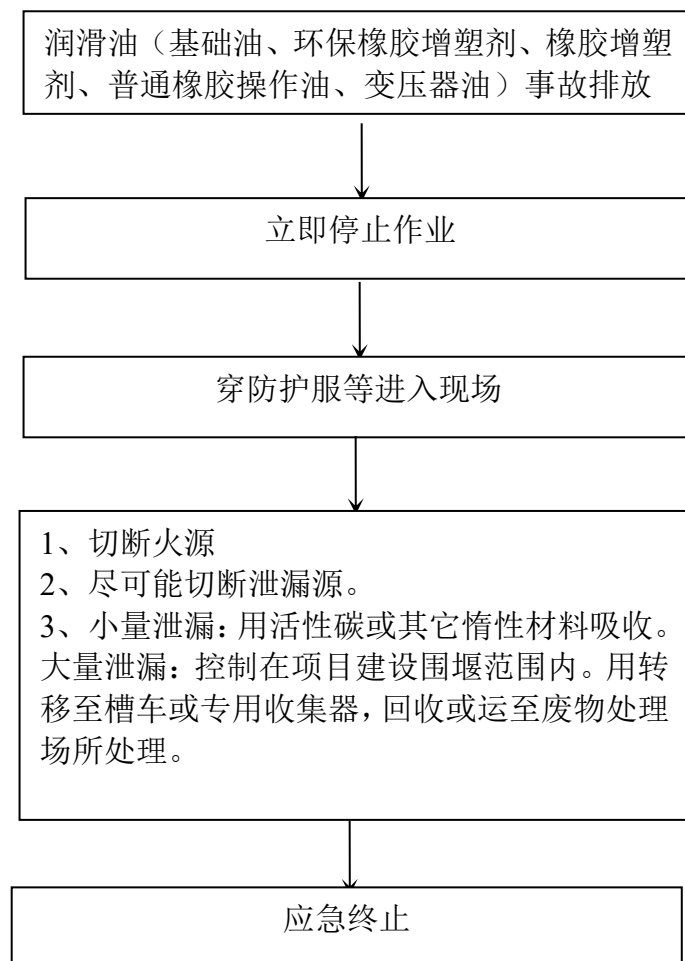 润滑油（基础油、环保橡胶增塑剂、橡胶增塑
剂、普通橡胶操作油、变压器油）事故排放
立即停止作业
穿防护服等进入现场
1、切断火源
2、尽可能切断泄漏源。
3、小量泄漏：用活性碳或其它惰性材料吸收。
大量泄漏：控制在项目建设围堰范围内。用转
移至槽车或专用收集器，回收或运至废物处理
场所处理。
应急终止